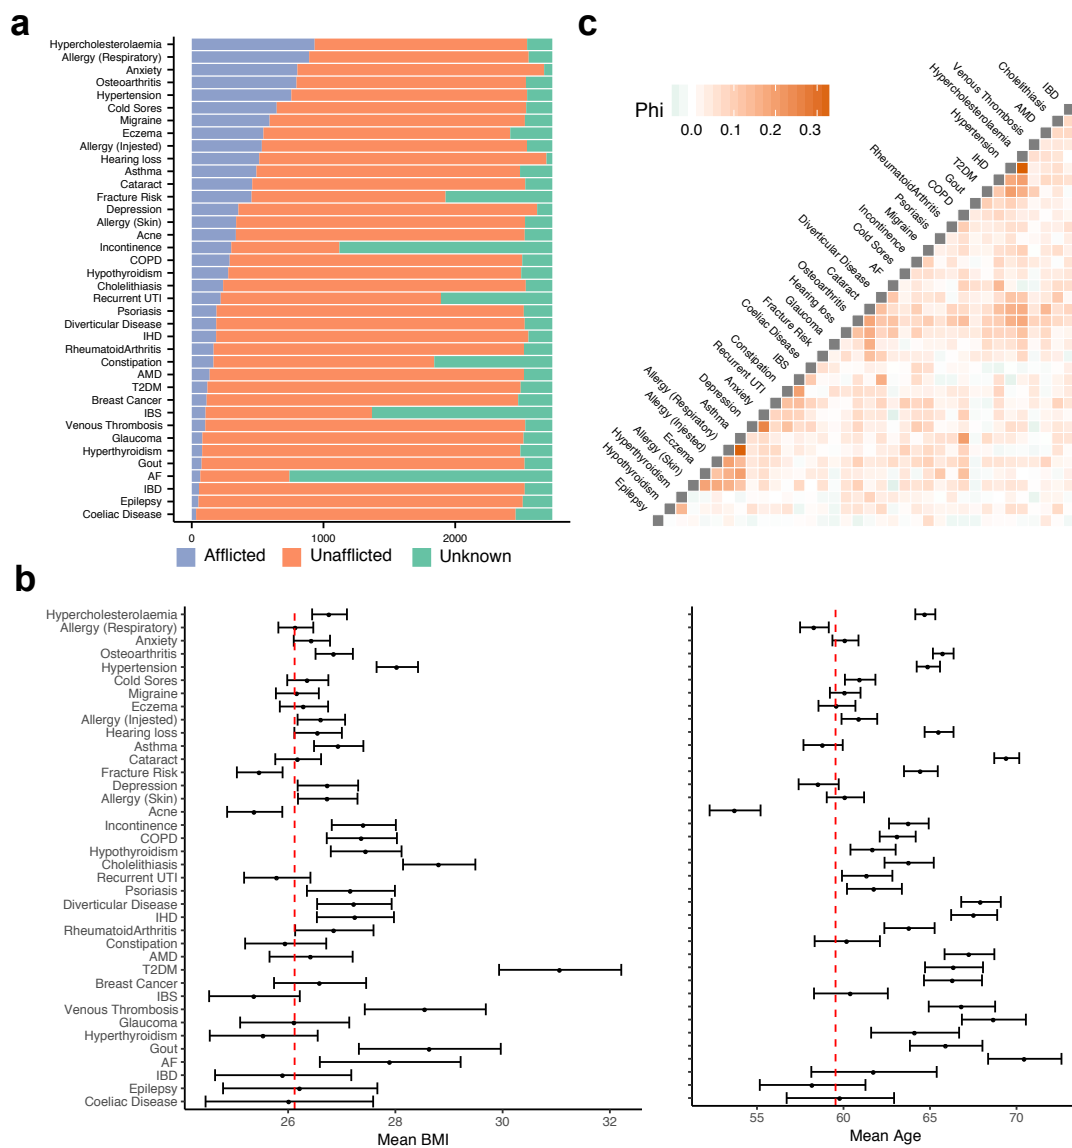 a
Hypercholesterolaemia
Allergy (Respiratory)
Anxiety
Osteoarthritis
Hypertension
Cold Sores
Migraine
Eczema
Allergy (Injested)
Hearing loss
Asthma
Cataract
Fracture Risk
Depression
Allergy (Skin)
Acne
Incontinence
COPD
Hypothyroidism
Cholelithiasis
Recurrent UTI
Psoriasis
Diverticular Disease
IHD
RheumatoidArthritis
Constipation
AMD
T2DM
Breast Cancer
IBS
Venous Thrombosis
Glaucoma
Hyperthyroidism
Gout
AF
IBD
Epilepsy
Coeliac Disease
0 1000 2000
Afflicted Unafflicted Unknown
c
Phi
0.0 0.1 0.2 0.3
IBD
Cholelithiasis
AMD
Venous Thrombosis
Hypercholesterolaemia
Hypertension
IHD
T2DM
Gout
COPD
RheumatoidArthritis
Psoriasis
Migraine
Incontinence
Cold Sores
AF
Diverticular Disease
Cataract
Osteoarthritis
Hearing loss
Glaucoma
Fracture Risk
Coeliac Disease
IBS
Constipation
Recurrent UTI
Anxiety
Depression
Asthma
Allergy (Respiratory)
Allergy (Injested)
Eczema
Allergy (Skin)
Hyperthyroidism
Hypothyroidism
Epilepsy
b
Hypercholesterolaemia
Allergy (Respiratory)
Anxiety
Osteoarthritis
Hypertension
Cold Sores
Migraine
Eczema
Allergy (Injested)
Hearing loss
Asthma
Cataract
Fracture Risk
Depression
Allergy (Skin)
Acne
Incontinence
COPD
Hypothyroidism
Cholelithiasis
Recurrent UTI
Psoriasis
Diverticular Disease
IHD
RheumatoidArthritis
Constipation
AMD
T2DM
Breast Cancer
IBS
Venous Thrombosis
Glaucoma
Hyperthyroidism
Gout
AF
IBD
Epilepsy
Coeliac Disease
26 28 30 32
Mean BMI
55 60 65 70
Mean Age